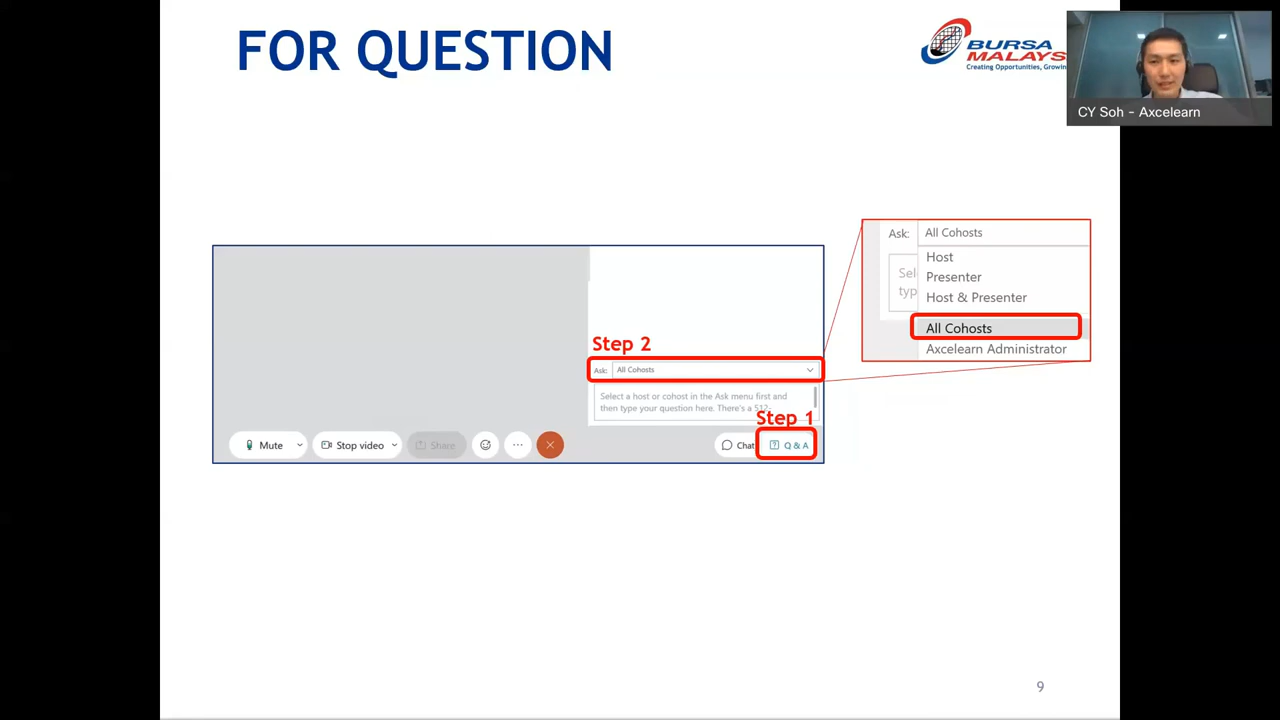 FOR QUESTION
BURSA
MALAYS
Creating Opportunities, Growin
CY Soh - Axcelearn
Ask: All Cohosts
Host
Presenter
Host & Presenter
All Cohosts
Axcelearn Administrator
Step 2
Ask: All Cohosts
Select a host or cohost in the Ask menu first and
then type your question here. There's a 512-
Step 1
Mute
Stop video
Share
...
Chat
Q & A
9